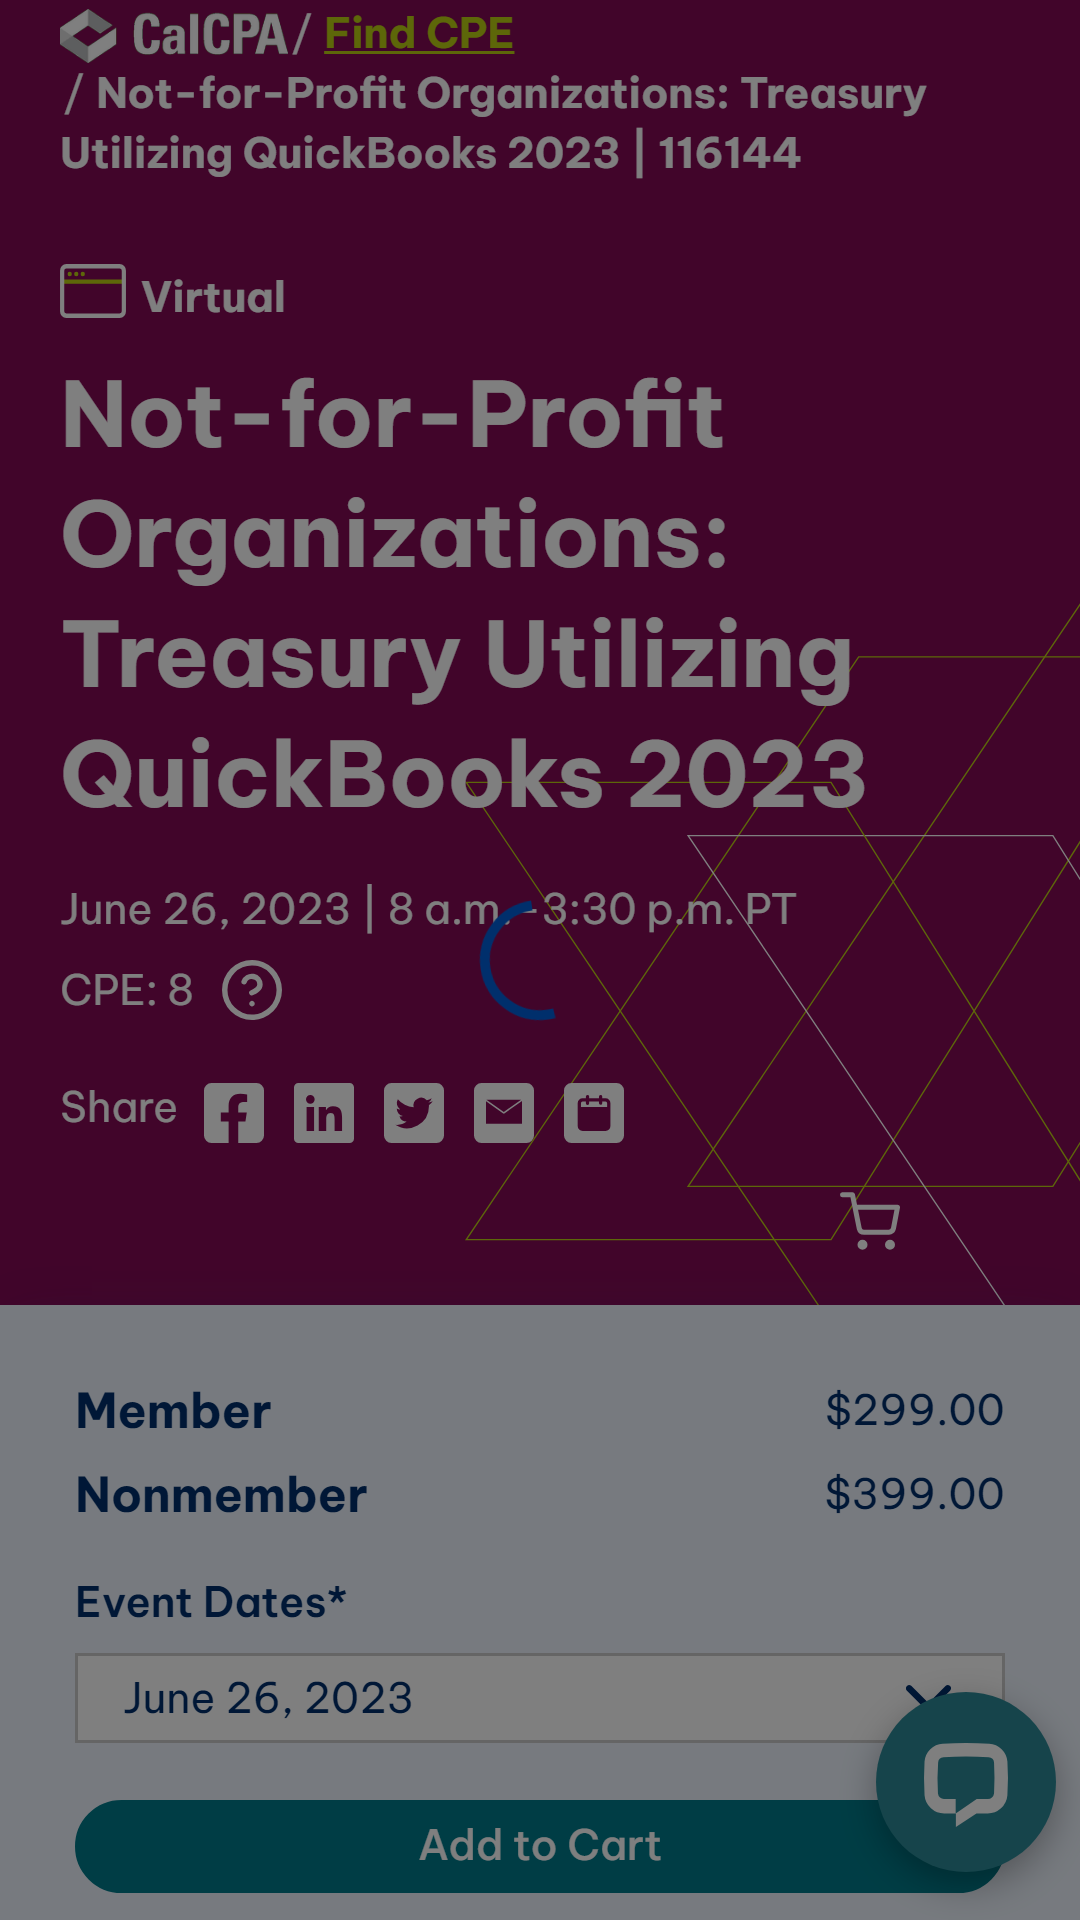 CalCPA / Find CPE
/ Not-for-Profit Organizations: Treasury
Utilizing QuickBooks 2023 | 116144
Virtual
Not-for-Profit
Organizations:
Treasury Utilizing
QuickBooks 2023
June 26, 2023 | 8 a.m.-3:30 p.m. PT
CPE: 8 ?
Share
Member $299.00
Nonmember $399.00
Event Dates*
June 26, 2023
Add to Cart